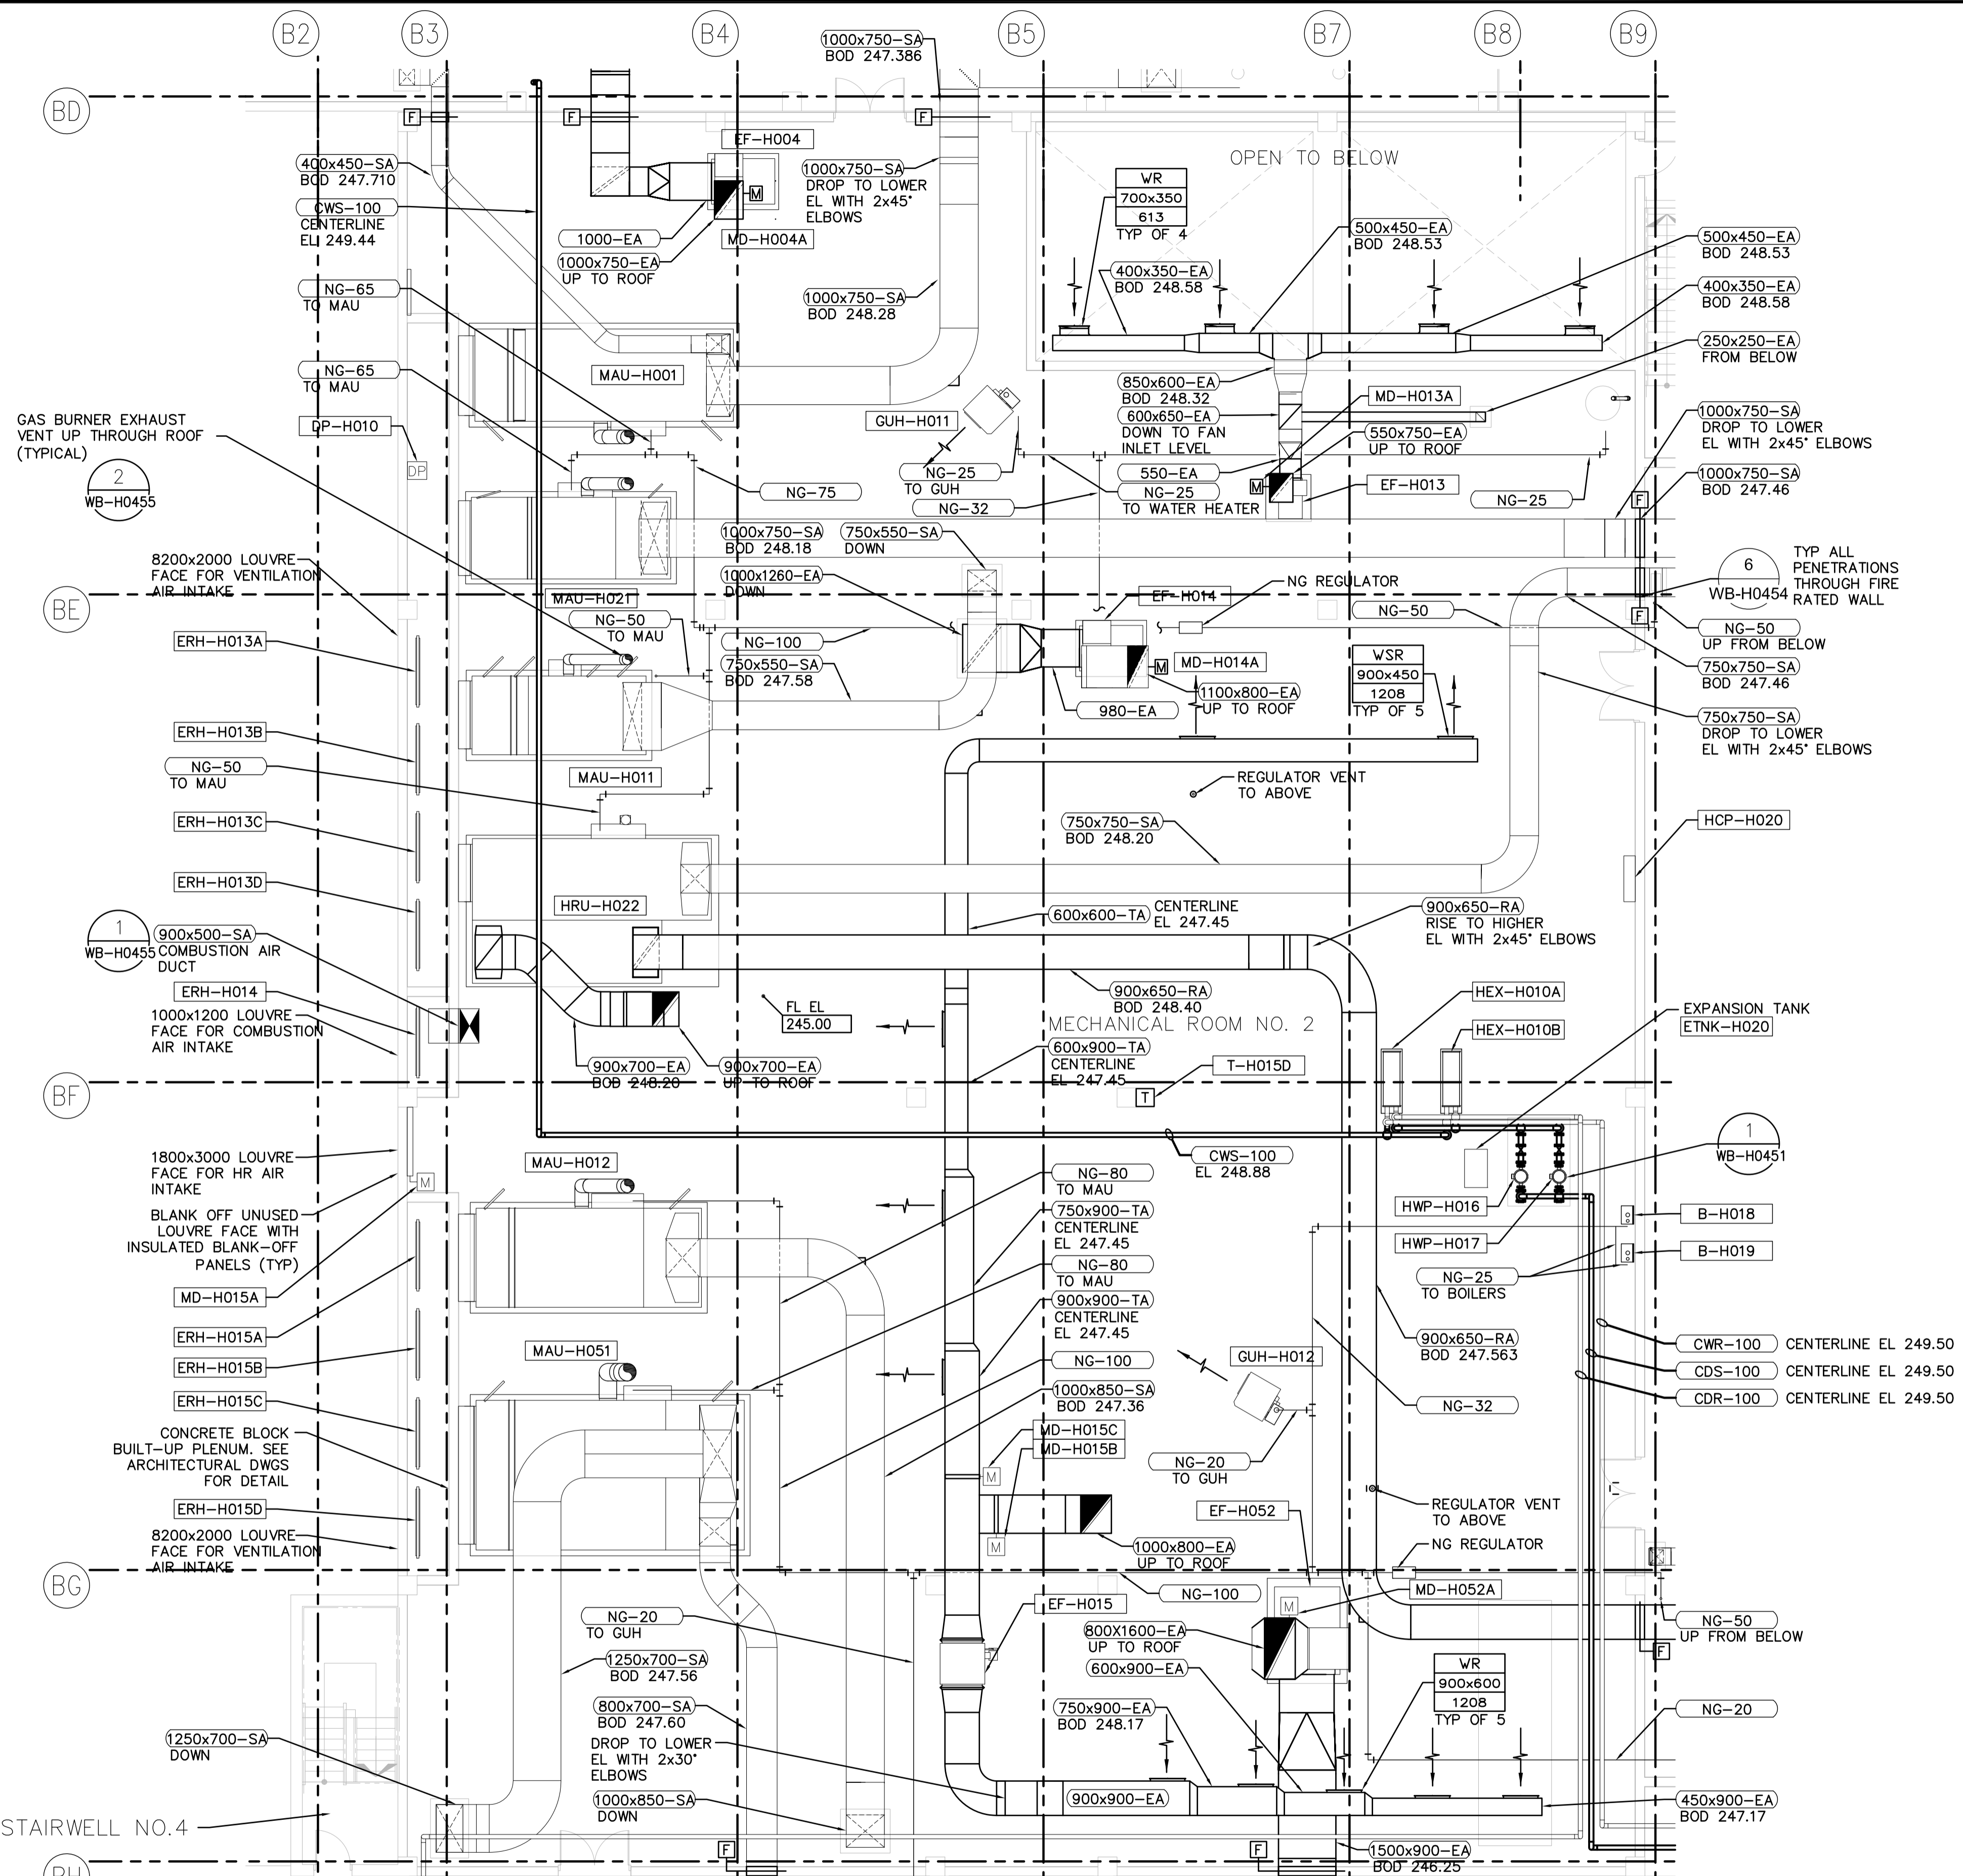 B2
B3
B4
B5
B7
B8
B9
BD
BE
BF
BG
BH
1000x750-SA
BOD 247.386
F
F
F
EF-H004
400x450-SA
BOD 247.710
CWS-100
CENTERLINE
EL 249.44
1000x750-SA
DROP TO LOWER
EL WITH 2x45° ELBOWS
M
1000-EA
MD-H004A
1000x750-EA
UP TO ROOF
OPEN TO BELOW
WR
700x350
613
TYP OF 4
500x450-EA
BOD 248.53
500x450-EA
BOD 248.53
400x350-EA
BOD 248.58
400x350-EA
BOD 248.58
NG-65
TO MAU
1000x750-SA
BOD 248.28
250x250-EA
FROM BELOW
MAU-H001
NG-65
TO MAU
850x600-EA
BOD 248.32
MD-H013A
600x650-EA
DOWN TO FAN
INLET LEVEL
550x750-EA
UP TO ROOF
1000x750-SA
DROP TO LOWER
EL WITH 2x45° ELBOWS
GAS BURNER EXHAUST
VENT UP THROUGH ROOF
(TYPICAL)
DP-H010
DP
GUH-H011
2
WB-H0455
NG-25
TO GUH
550-EA
NG-25
TO WATER HEATER
M
EF-H013
1000x750-SA
BOD 247.46
NG-75
NG-32
NG-25
F
1000x750-SA
BOD 248.18
750x550-SA
DOWN
8200x2000 LOUVRE
FACE FOR VENTILATION
AIR INTAKE
1000x1260-EA
DOWN
NG REGULATOR
TYP ALL
PENETRATIONS
THROUGH FIRE
RATED WALL
6
WB-H0454
MAU-H021
EF-H014
NG-50
TO MAU
NG-50
F
NG-50
UP FROM BELOW
ERH-H013A
NG-100
750x550-SA
BOD 247.58
M
MD-H014A
WSR
900x450
1208
TYP OF 5
750x750-SA
BOD 247.46
1100x800-EA
UP TO ROOF
980-EA
750x750-SA
DROP TO LOWER
EL WITH 2x45° ELBOWS
ERH-H013B
NG-50
TO MAU
MAU-H011
REGULATOR VENT
TO ABOVE
ERH-H013C
750x750-SA
BOD 248.20
HCP-H020
ERH-H013D
HRU-H022
600x600-TA
CENTERLINE
EL 247.45
900x650-RA
RISE TO HIGHER
EL WITH 2x45° ELBOWS
1
WB-H0455
900x500-SA
COMBUSTION AIR
DUCT
ERH-H014
1000x1200 LOUVRE
FACE FOR COMBUSTION
AIR INTAKE
FL EL
245.00
900x650-RA
BOD 248.40
MECHANICAL ROOM NO. 2
HEX-H010A
HEX-H010B
EXPANSION TANK
ETNK-H020
900x700-EA
BOD 248.20
900x700-EA
UP TO ROOF
600x900-TA
CENTERLINE
EL 247.45
T-H015D
T
1800x3000 LOUVRE
FACE FOR HR AIR
INTAKE
MAU-H012
CWS-100
EL 248.88
1
WB-H0451
M
NG-80
TO MAU
BLANK OFF UNUSED
LOUVRE FACE WITH
INSULATED BLANK-OFF
PANELS (TYP)
750x900-TA
CENTERLINE
EL 247.45
HWP-H016
HWP-H017
B-H018
B-H019
NG-80
TO MAU
NG-25
TO BOILERS
MD-H015A
900x900-TA
CENTERLINE
EL 247.45
ERH-H015A
MAU-H051
ERH-H015B
NG-100
GUH-H012
900x650-RA
BOD 247.563
CWR-100 CENTERLINE EL 249.50
CDS-100 CENTERLINE EL 249.50
CDR-100 CENTERLINE EL 249.50
ERH-H015C
1000x850-SA
BOD 247.36
NG-32
CONCRETE BLOCK
BUILT-UP PLENUM. SEE
ARCHITECTURAL DWGS
FOR DETAIL
MD-H015C
MD-H015B
M
NG-20
TO GUH
ERH-H015D
EF-H052
REGULATOR VENT
TO ABOVE
8200x2000 LOUVRE
FACE FOR VENTILATION
AIR INTAKE
M
1000x800-EA
UP TO ROOF
NG REGULATOR
NG-100
MD-H052A
M
NG-20
TO GUH
EF-H015
800X1600-EA
UP TO ROOF
NG-50
UP FROM BELOW
F
1250x700-SA
BOD 247.56
600x900-EA
WR
900x600
1208
TYP OF 5
800x700-SA
BOD 247.60
750x900-EA
BOD 248.17
NG-20
1250x700-SA
DOWN
DROP TO LOWER
EL WITH 2x30°
ELBOWS
1000x850-SA
DOWN
900x900-EA
450x900-EA
BOD 247.17
STAIRWELL NO.4
F
F
1500x900-EA
BOD 246.25